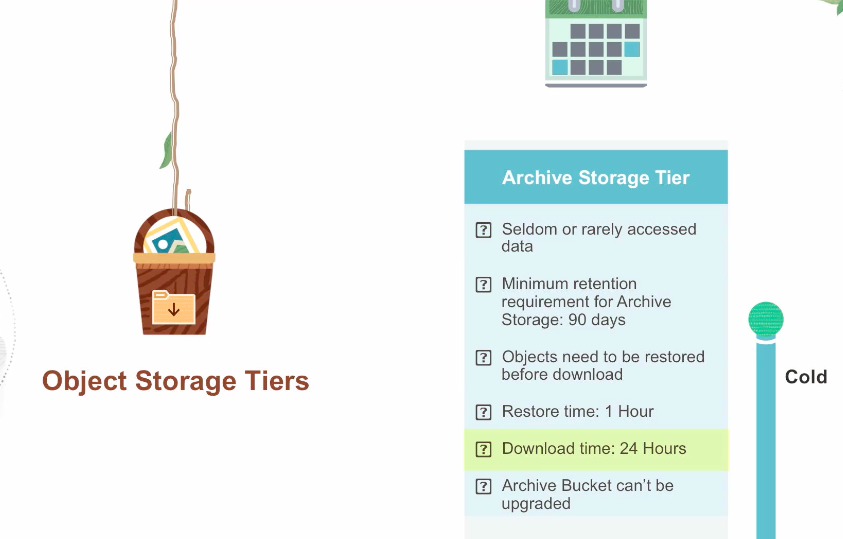 Archive Storage Tier
Seldom or rarely accessed
data
Minimum retention
requirement for Archive
Storage: 90 days
Objects need to be restored
before download
Restore time: 1 Hour
Download time: 24 Hours
Archive Bucket can't be
upgraded
Object Storage Tiers
Cold